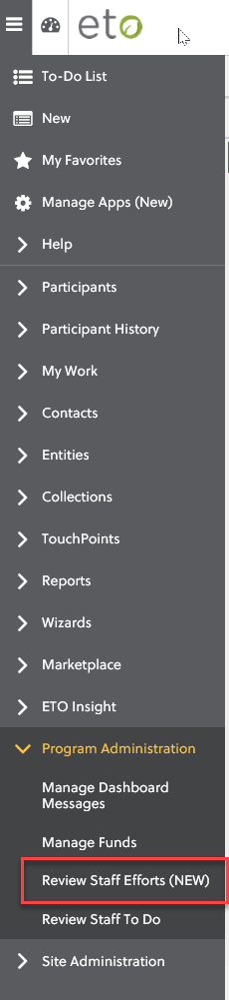 eto
To-Do List
New
My Favorites
Manage Apps (New)
Help
Participants
Participant History
My Work
Contacts
Entities
Collections
TouchPoints
Reports
Wizards
Marketplace
ETO Insight
Program Administration
Manage Dashboard
Messages
Manage Funds
Review Staff Efforts (NEW)
Review Staff To Do
Site Administration